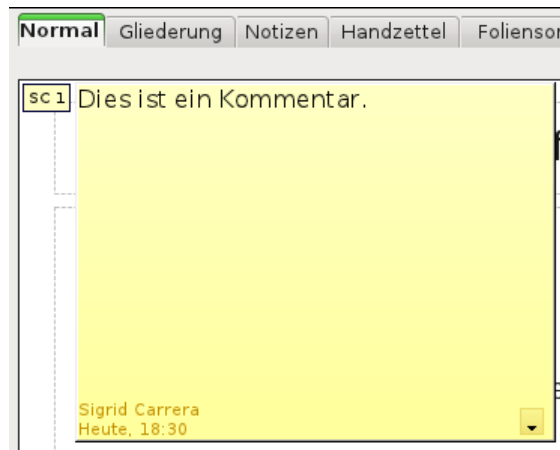 Normal Gliederung Notizen Handzettel
sc 1 Dies ist ein Kommentar.
Sigrid Carrera
Heute, 18:30